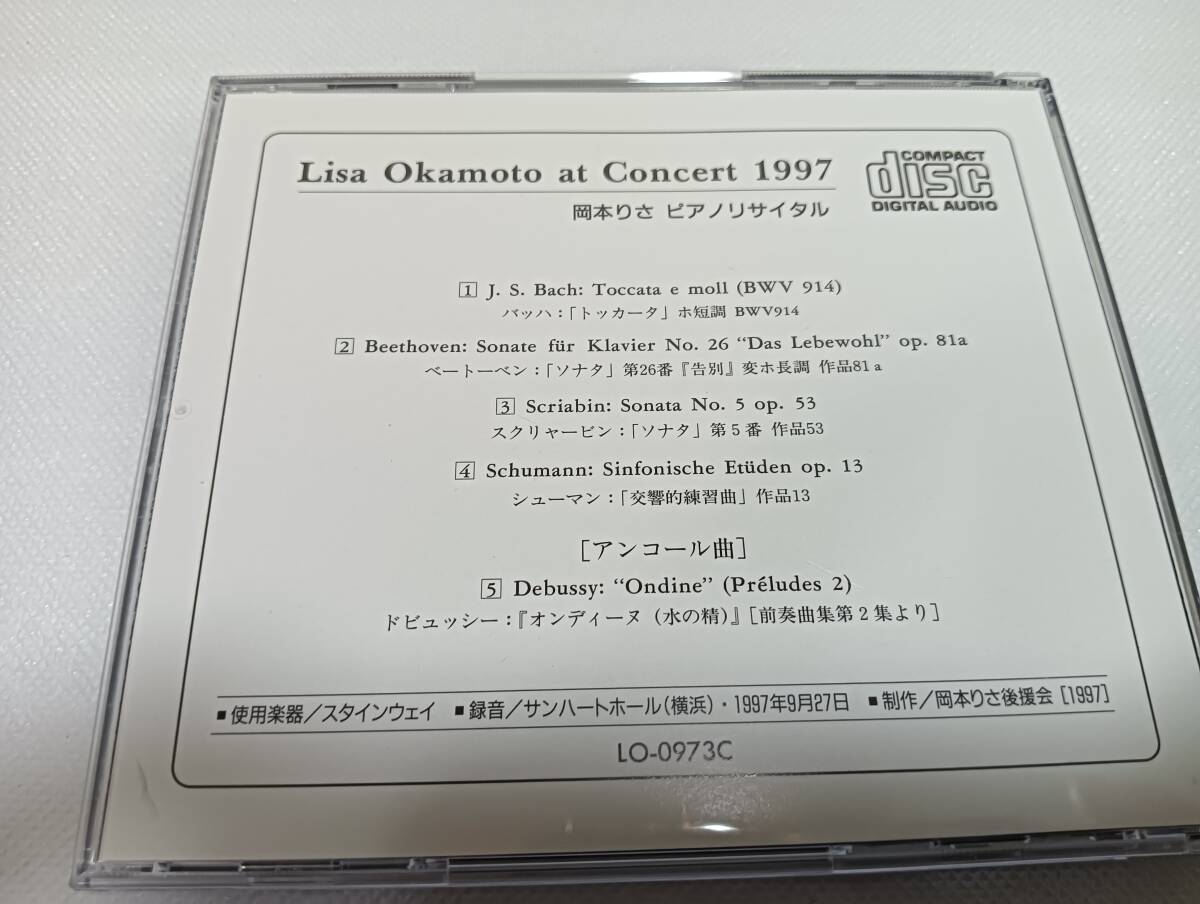 Lisa Okamoto at Concert 1997
COMPACT
disc
DIGITAL AUDIO
岡本りさ ピアノリサイタル
1 J. S. Bach: Toccata e moll (BWV 914)
バッハ：「トッカータ」ホ短調 BWV914
2 Beethoven: Sonate für Klavier No. 26 “Das Lebewohl” op. 81a
ベートーベン：「ソナタ」第26番『告別』変ホ長調 作品81a
3 Scriabin: Sonata No. 5 op. 53
スクリャービン：「ソナタ」第5番 作品53
4 Schumann: Sinfonische Etüden op. 13
シューマン：「交響的練習曲」作品13
［アンコール曲］
5 Debussy: “Ondine” (Préludes 2)
ドビュッシー：『オンディーヌ（水の精）』［前奏曲集第2集より］
■使用楽器／スタインウェイ ■録音／サンハートホール（横浜）・1997年9月27日 ■制作／岡本りさ後援会［1997］
LO-0973C